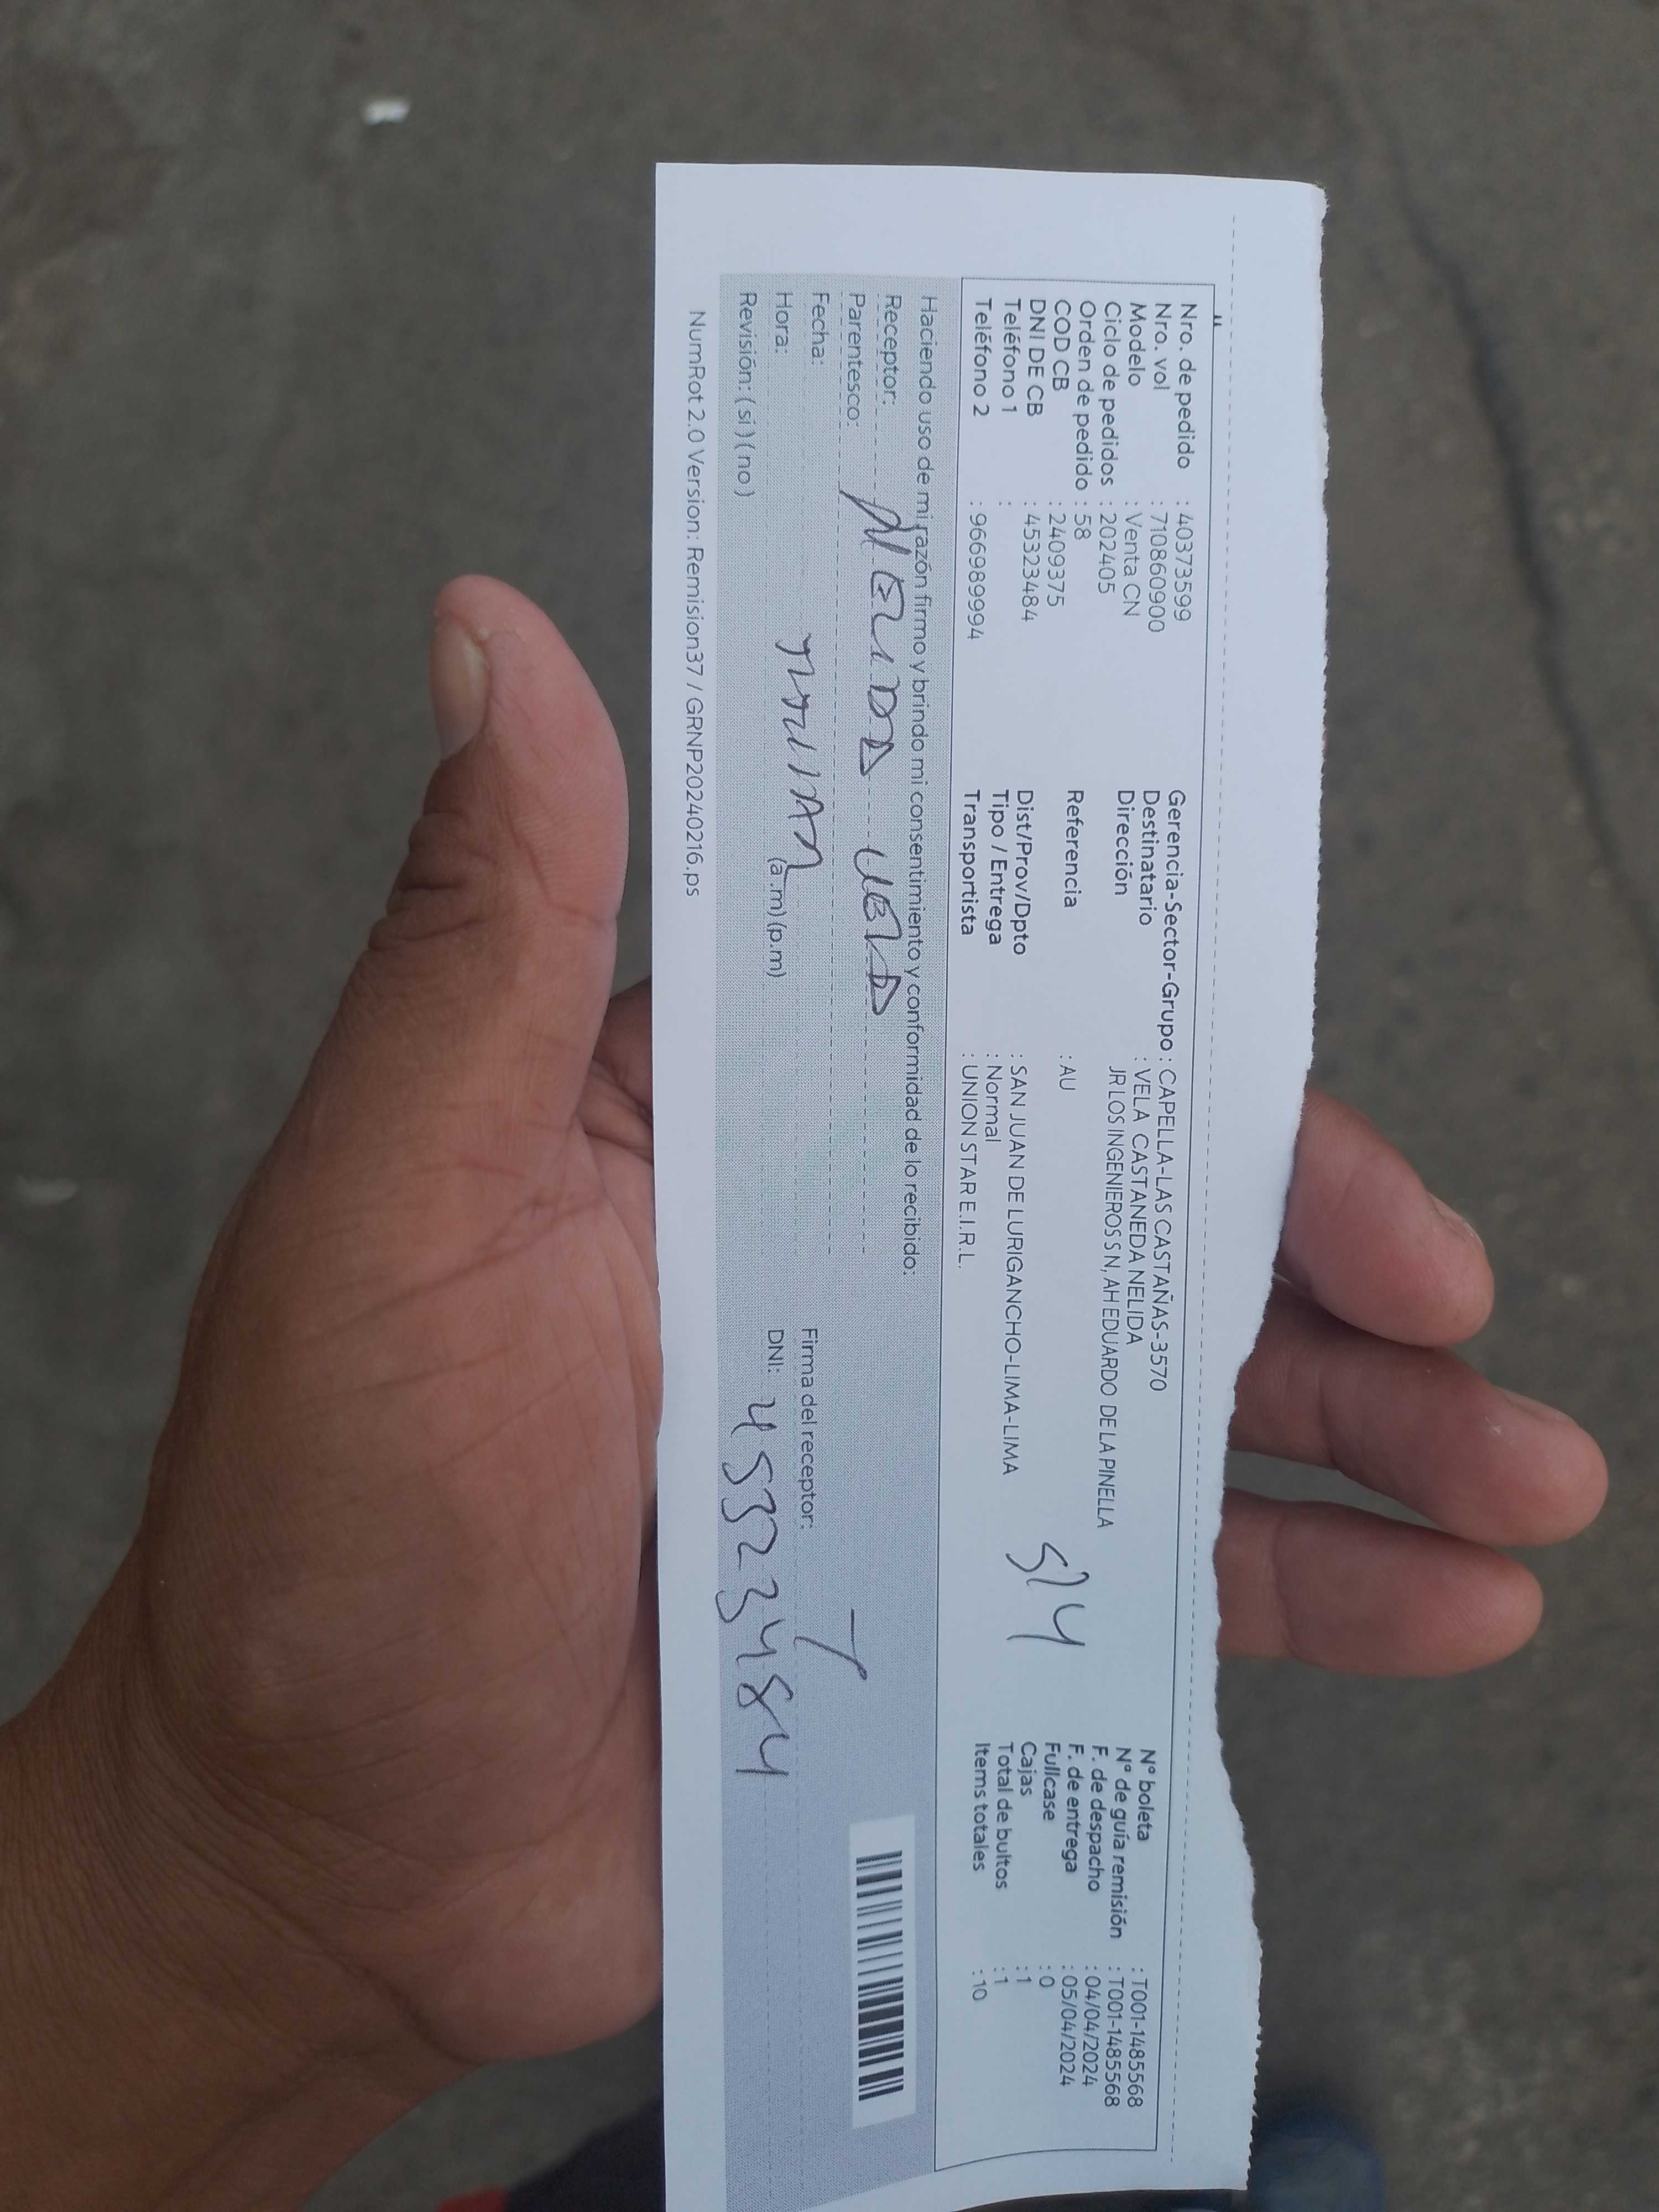 Nro. de pedido : 40373599
Nro. vol : 710860900
Modelo : Venta CN
Ciclo de pedidos : 202405
Orden de pedido : 58
COD CB : 2409375
DNI DE CB : 45323484
Teléfono 1 :
Teléfono 2 : 966989994
Gerencia-Sector-Grupo : CAPELLA-LAS CASTAÑAS-3570
Destinatario : VELA CASTANEDA NELIDA
Dirección JR LOS INGENIEROS S N, AH EDUARDO DE LA PINELLA
Referencia : AU
Dist/Prov/Dpto : SAN JUAN DE LURIGANCHO-LIMA-LIMA
Tipo / Entrega : Normal
Transportista : UNION STAR E.I.R.L.
5/4
N° boleta : T001-1485568
N° de guía remisión : T001-1485568
F. de despacho : 04/04/2024
F. de entrega : 05/04/2024
Fullcase : 0
Cajas : 1
Total de bultos : 1
Items totales : 10
Haciendo uso de mi razón firmo y brindo mi consentimiento y conformidad de lo recibido:
Receptor: NELIDA VELA
Parentesco:
Fecha:
Hora: (a.m) (p.m)
Revisión: ( si ) ( no )
Firma del receptor:
DNI: 45323484
NumRot 2.0 Version: Remision37 / GRNP20240216.ps